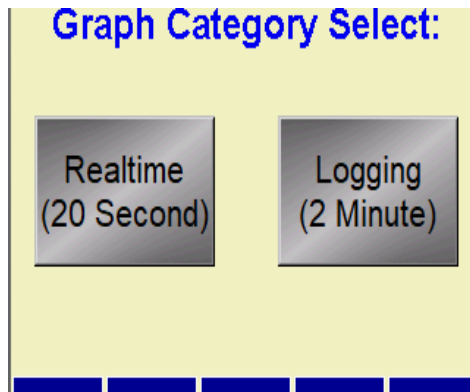 Graph Category Select:
Realtime
(20 Second)
Logging
(2 Minute)